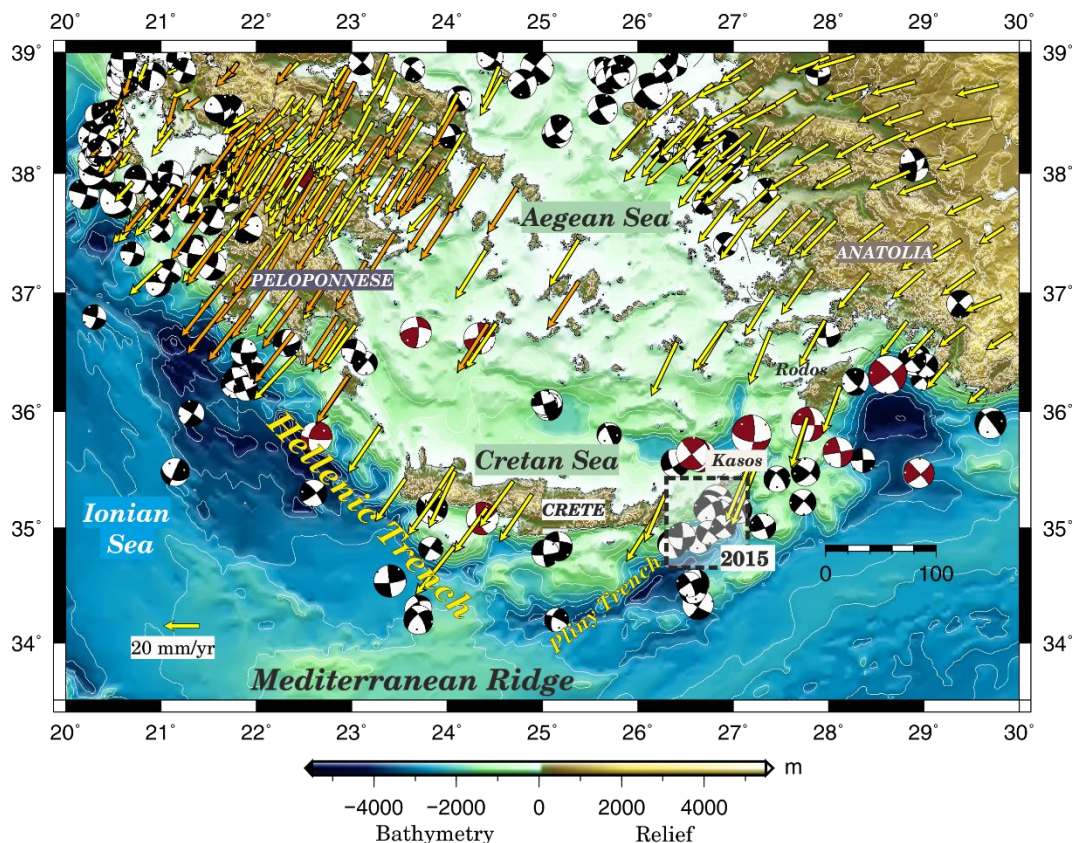 20° 21° 22° 23° 24° 25° 26° 27° 28° 29° 30°
39° 39°
38° 38°
Aegean Sea
ANATOLIA
PELOPONNESE
37° 37°
Rodos
36° 36°
Hellenic Trench
Cretan Sea
Kasos
CRETE
Ionian
Sea
35° 35°
2015
0 100
Pliny Trench
20 mm/yr
34° 34°
Mediterranean Ridge
20° 21° 22° 23° 24° 25° 26° 27° 28° 29° 30°
m
−4000 −2000 0 2000 4000
Bathymetry Relief